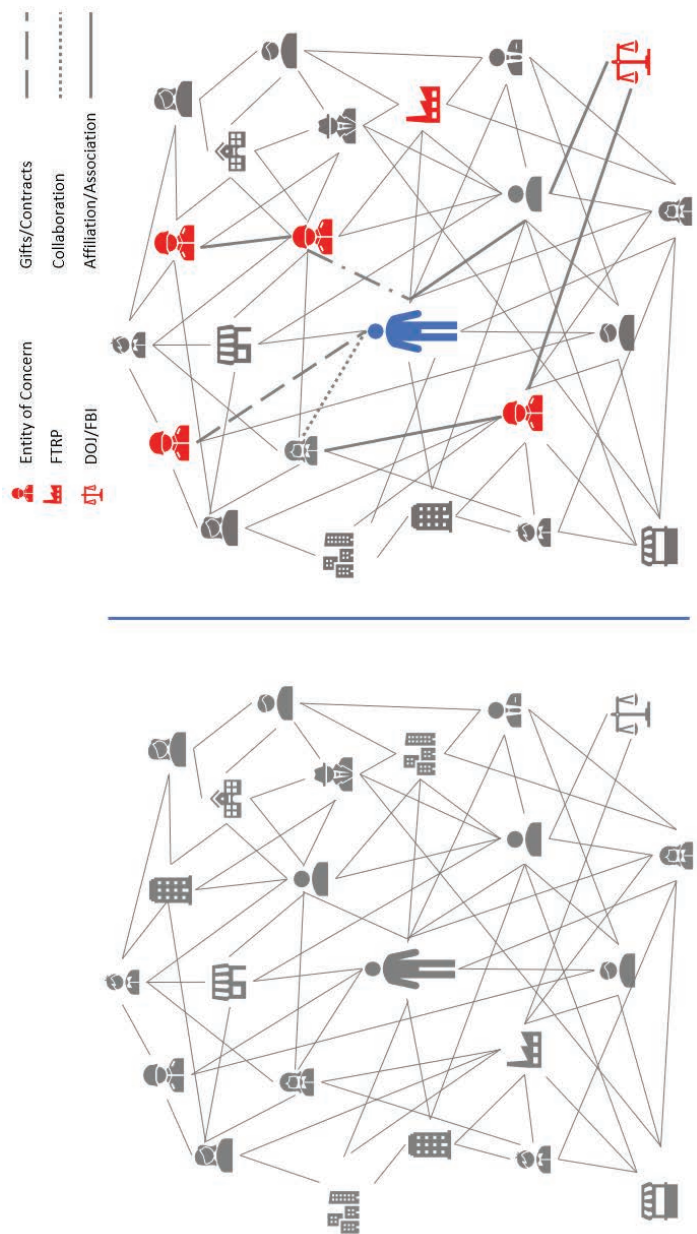 Entity of Concern
FTRP
DOJ/FBI
Gifts/Contracts
Collaboration
Affiliation/Association